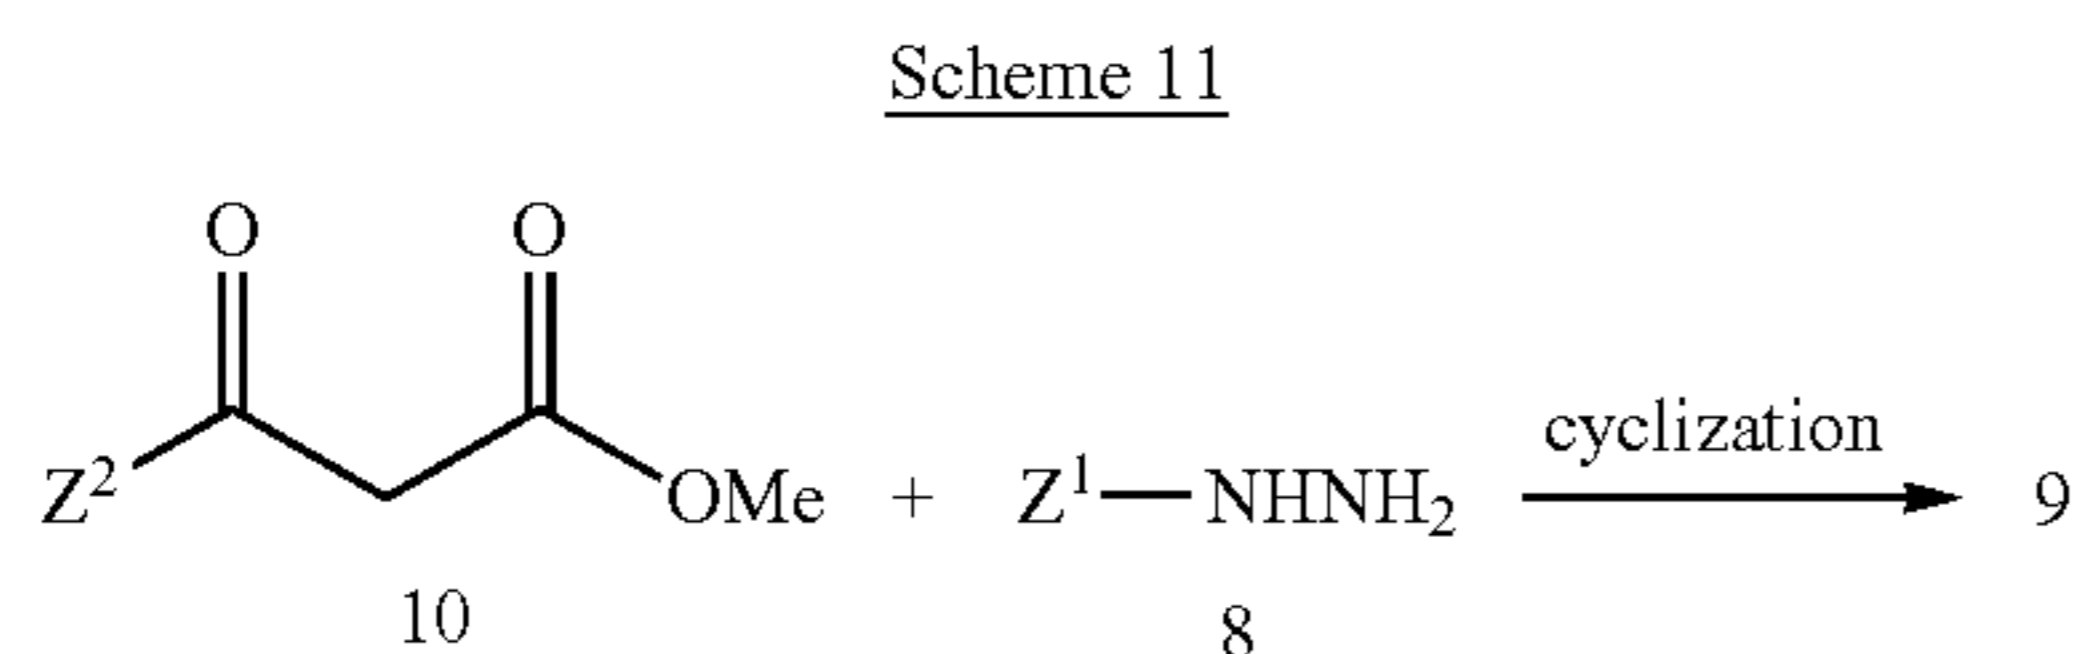 Scheme 11
O O
Z² OMe + Z¹—NHNH₂ cyclization 9
10 8